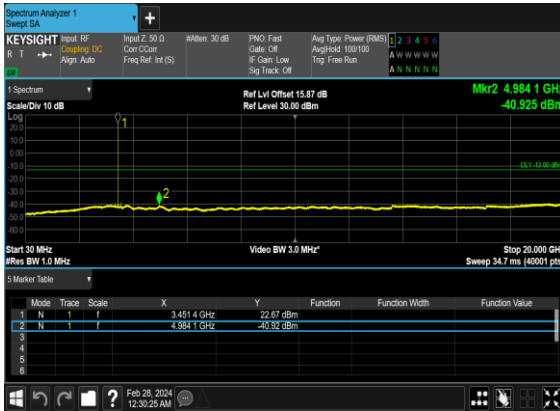 Spectrum Analyzer 1
Swept SA
KEYSIGHT Input: RF Input Z: 50 Ω #Atten: 30 dB PNO: Fast Avg Type: Power (RMS) 1 2 3 4 5 6
R T Coupling: DC Corr CCorr Gate: Off Avg|Hold: 100/100 A W W W W W
Align: Auto Freq Ref: Int (S) IF Gain: Low Trig: Free Run
Sig Track: Off A N N N N N
1 Spectrum Ref Lvl Offset 15.87 dB Mkr2 4.984 1 GHz
Scale/Div 10 dB Ref Level 30.00 dBm -40.925 dBm
Log
20.0
10.0
0.00
-10.0
DL1 -13.00 dBm
-20.0
-30.0
-40.0
-50.0
-60.0
1
2
Start 30 MHz Video BW 3.0 MHz* Stop 20.000 GHz
#Res BW 1.0 MHz Sweep 34.7 ms (40001 pts)
5 Marker Table
Mode Trace Scale X Y Function Function Width Function Value
1 N 1 f 3.451 4 GHz 22.67 dBm
2 N 1 f 4.984 1 GHz -40.92 dBm
3
4
5
6
? Feb 28, 2024
12:30:25 AM